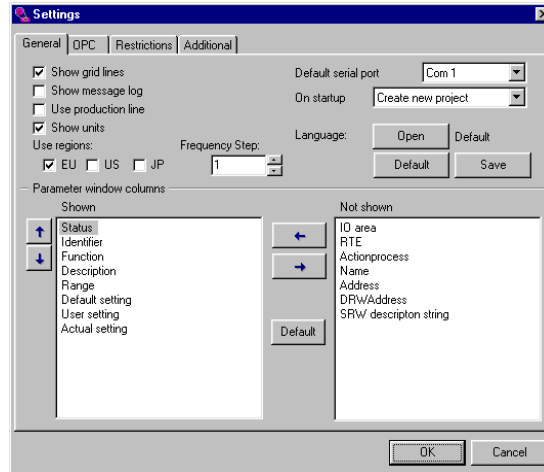 Settings
General OPC Restrictions Additional
Show grid lines
Show message log
Use production line
Show units
Use regions:
EU US JP
Frequency Step:
1
Default serial port Com 1
On startup Create new project
Language: Open Default
Default Save
Parameter window columns
Shown
Status
Identifier
Function
Description
Range
Default setting
User setting
Actual setting
Default
Not shown
IO area
RTE
Actionprocess
Name
Address
DRWAddress
SRW descripton string
OK Cancel